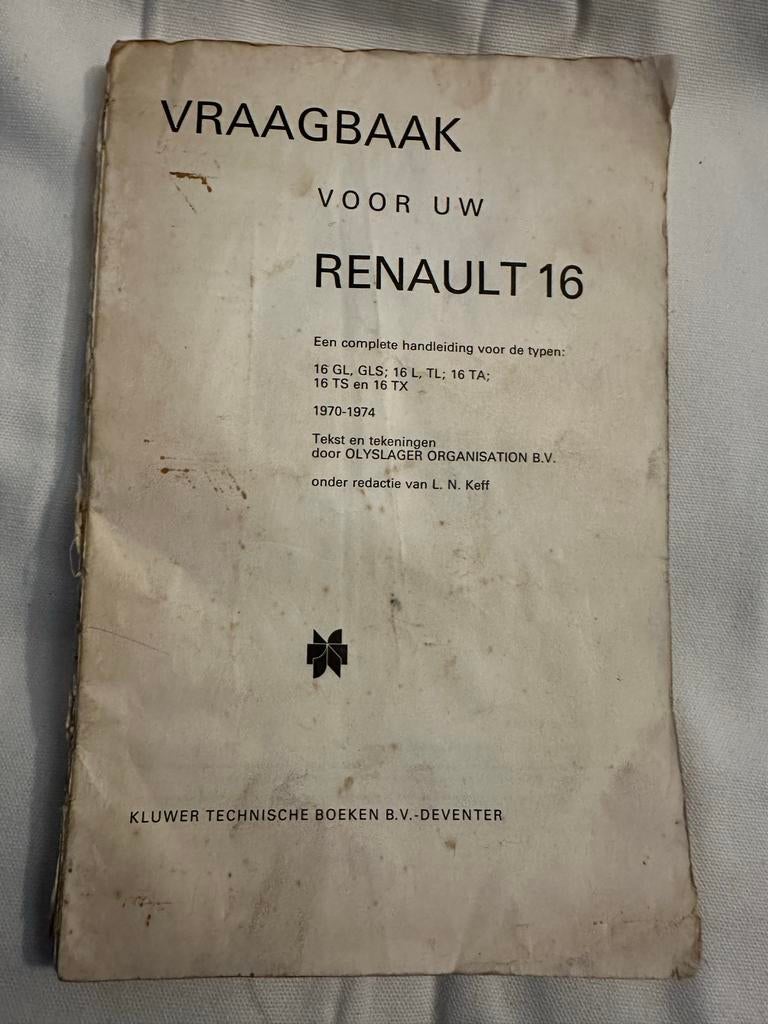 VRAAGBAAK
VOOR UW
RENAULT 16
Een complete handleiding voor de typen:
16 GL, GLS; 16 L, TL; 16 TA;
16 TS en 16 TX
1970-1974
Tekst en tekeningen
door OLYSLAGER ORGANISATION B.V.
onder redactie van L. N. Keff
KLUWER TECHNISCHE BOEKEN B.V.-DEVENTER